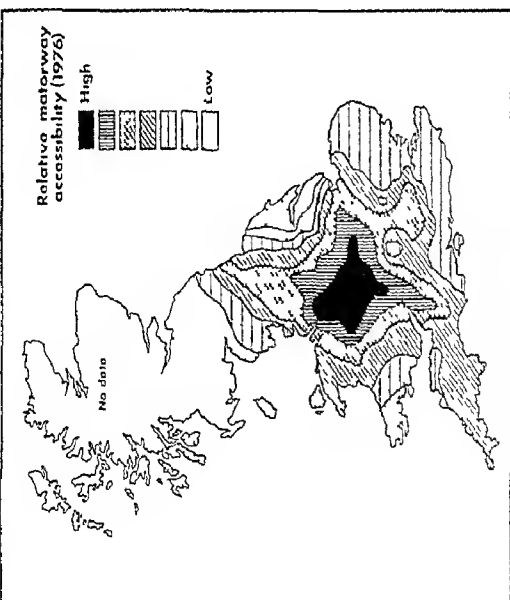 Relative motorway
accessibility (1976)
High
Low
No data